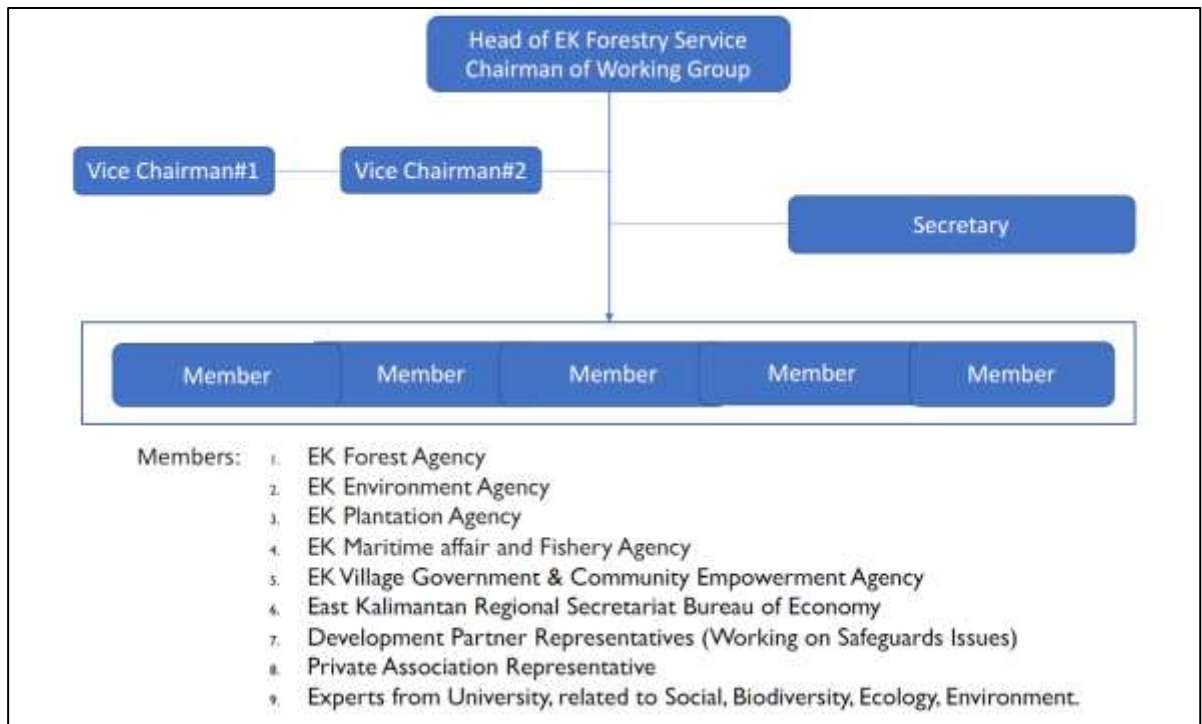 Head of EK Forestry Service
Chairman of Working Group
Vice Chairman#1
Vice Chairman#2
Secretary
Member
Member
Member
Member
Member
Members:
1. EK Forest Agency
2. EK Environment Agency
3. EK Plantation Agency
4. EK Maritime affair and Fishery Agency
5. EK Village Government & Community Empowerment Agency
6. East Kalimantan Regional Secretariat Bureau of Economy
7. Development Partner Representatives (Working on Safeguards Issues)
8. Private Association Representative
9. Experts from University, related to Social, Biodiversity, Ecology, Environment.